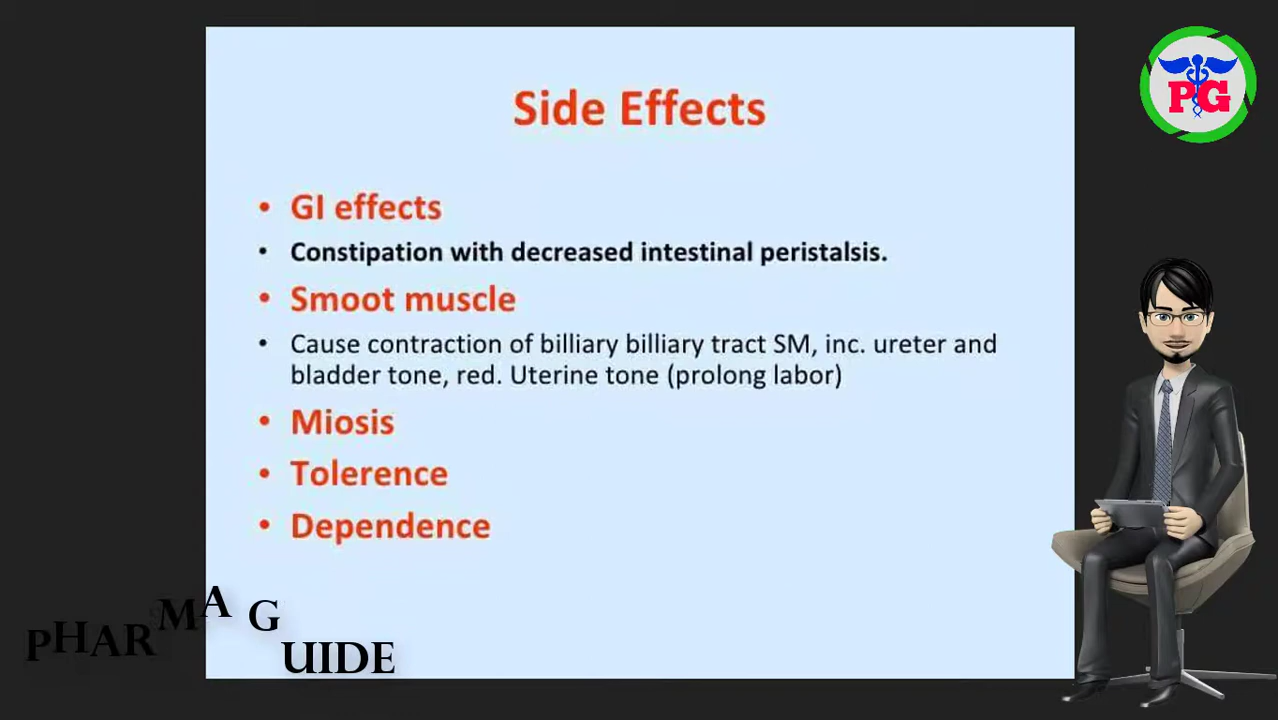 Side Effects
• GI effects
• Constipation with decreased intestinal peristalsis.
• Smoot muscle
• Cause contraction of billiary billiary tract SM, inc. ureter and
bladder tone, red. Uterine tone (prolong labor)
• Miosis
• Tolerence
• Dependence
PG
PHARMA GUIDE